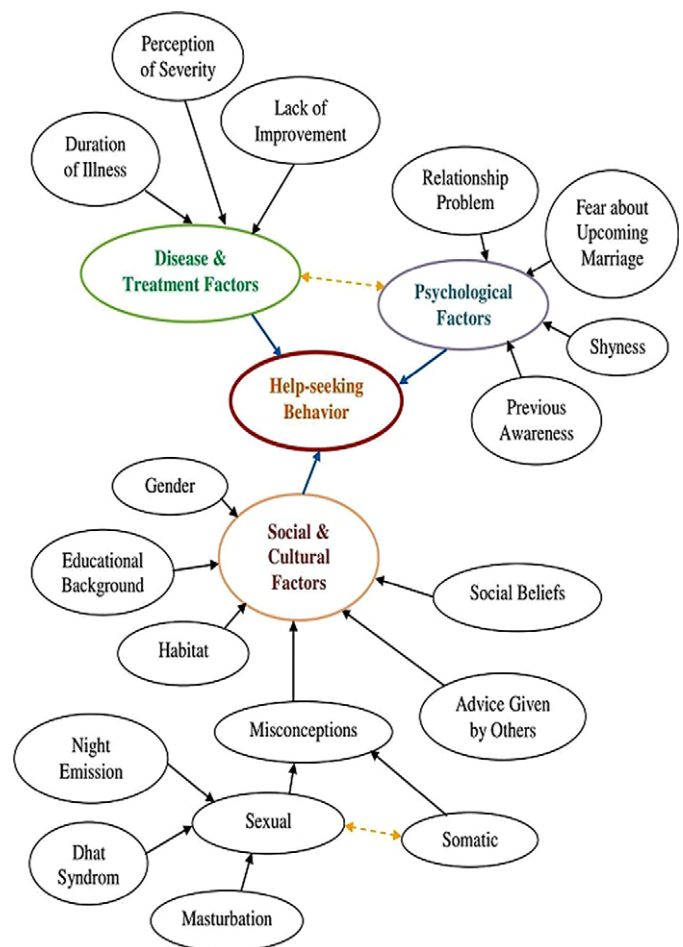 Perception
of Severity
Lack of
Improvement
Duration
of Illness
Relationship
Problem
Fear about
Upcoming
Marriage
Disease &
Treatment Factors
Psychological
Factors
Shyness
Help-seeking
Behavior
Previous
Awareness
Gender
Social &
Cultural
Factors
Educational
Background
Social Beliefs
Habitat
Advice Given
by Others
Misconceptions
Night
Emission
Sexual
Somatic
Dhat
Syndrom
Masturbation